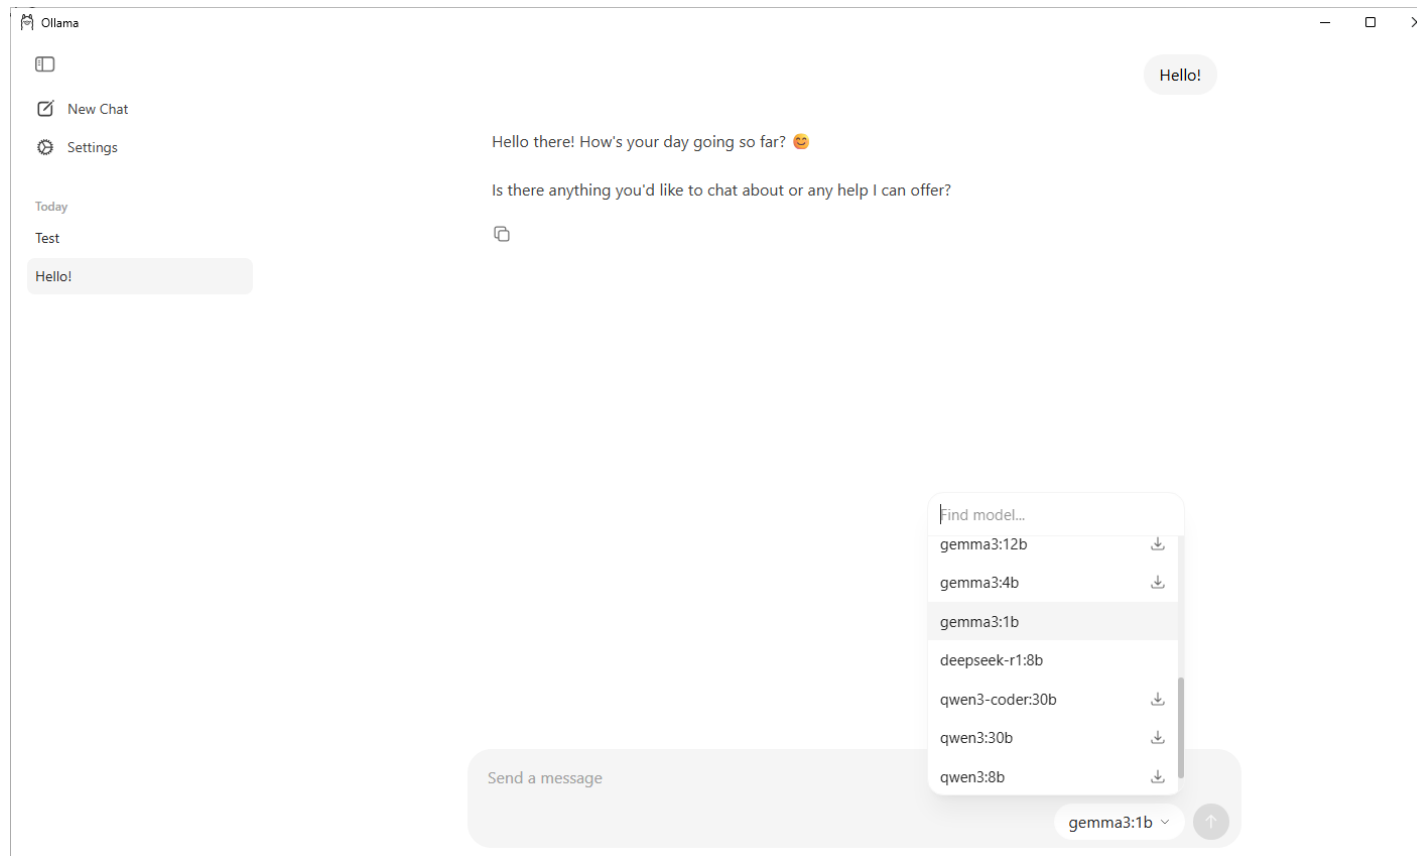 Ollama
New Chat
Settings
Today
Test
Hello!
Hello!
Hello there! How's your day going so far? 😊
Is there anything you'd like to chat about or any help I can offer?
Find model...
gemma3:12b
gemma3:4b
gemma3:1b
deepseek-r1:8b
qwen3-coder:30b
qwen3:30b
qwen3:8b
Send a message
gemma3:1b